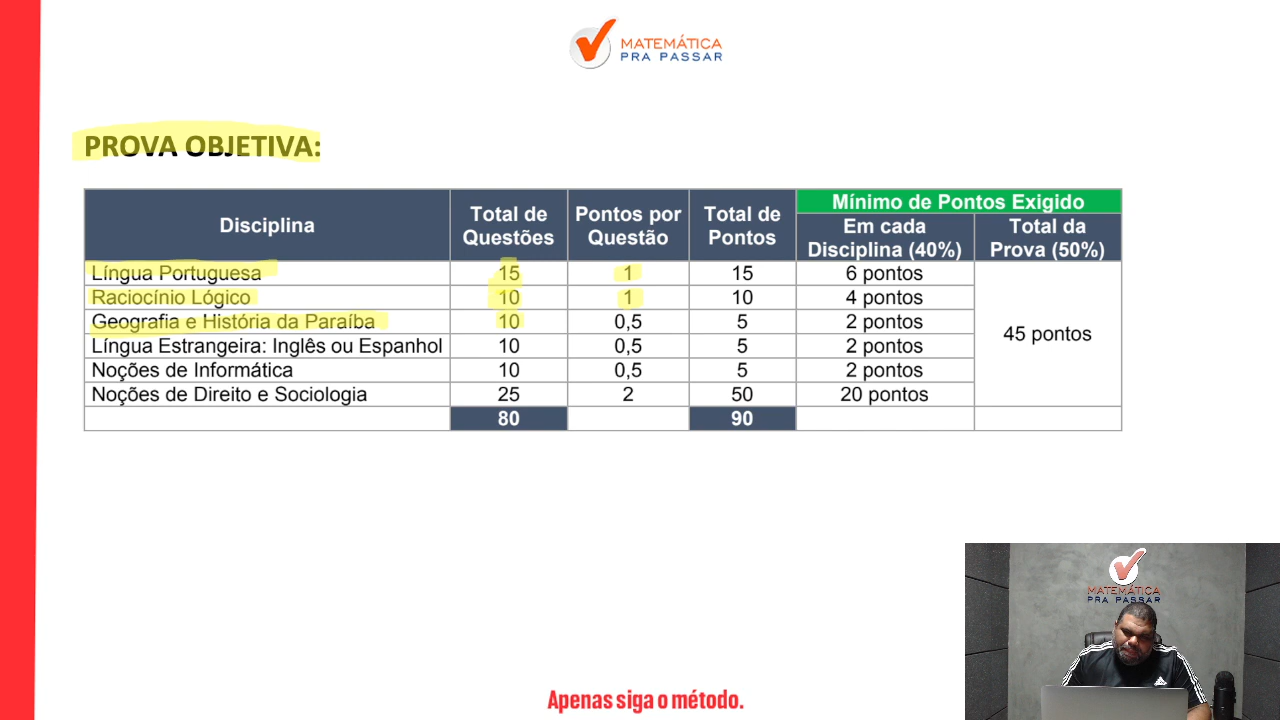 MATEMÁTICA
PRA PASSAR
PROVA OBJETIVA:
Disciplina Total de Questões Pontos por Questão Total de Pontos Mínimo de Pontos Exigido
Em cada Disciplina (40%) Total da Prova (50%)
Língua Portuguesa 15 1 15 6 pontos
Raciocínio Lógico 10 1 10 4 pontos
Geografia e História da Paraíba 10 0,5 5 2 pontos
45 pontos
Língua Estrangeira: Inglês ou Espanhol 10 0,5 5 2 pontos
Noções de Informática 10 0,5 5 2 pontos
Noções de Direito e Sociologia 25 2 50 20 pontos
80 90
MATEMÁTICA
PRA PASSAR
Apenas siga o método.